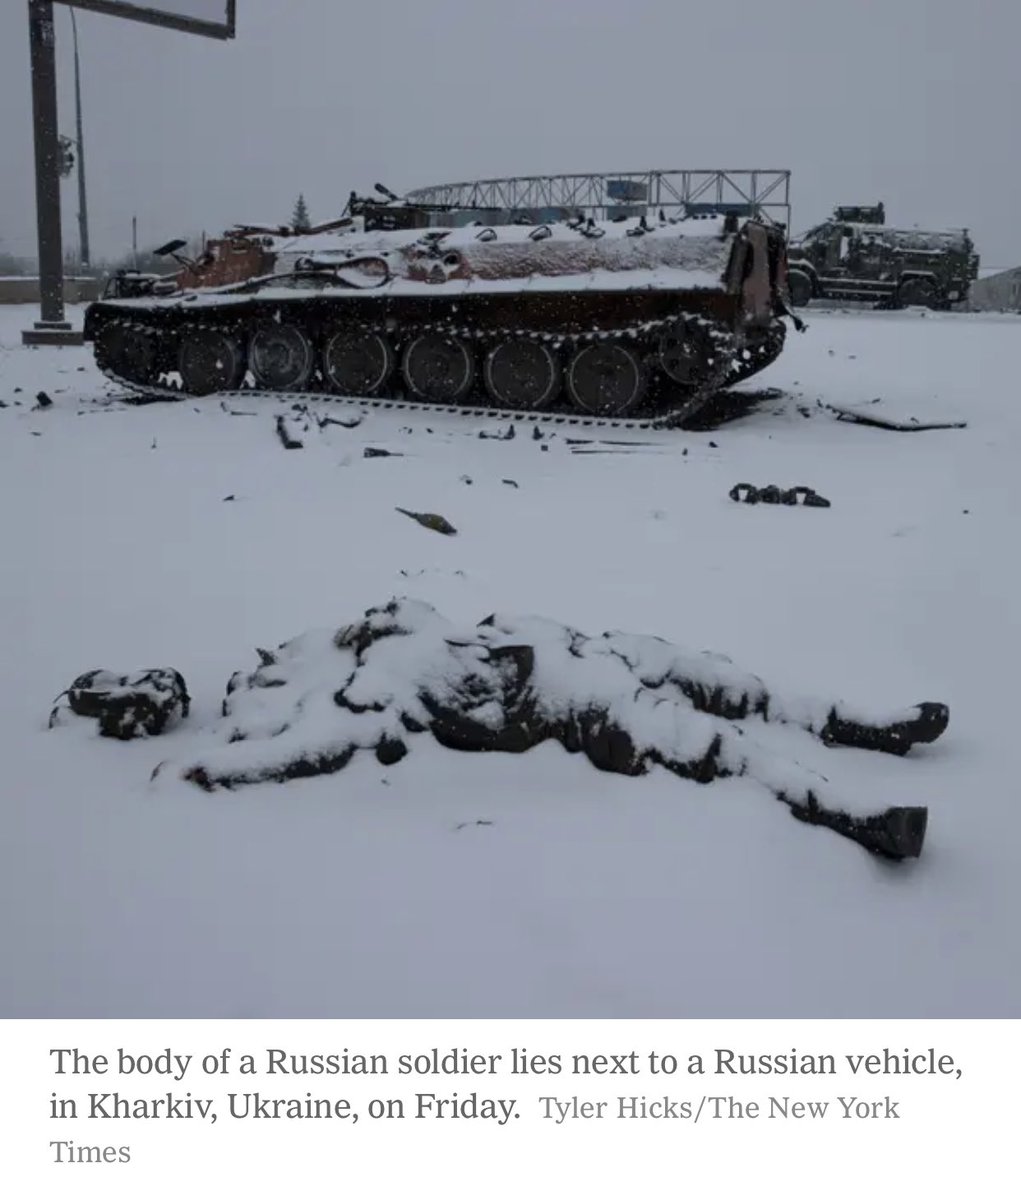 The body of a Russian soldier lies next to a Russian vehicle,
in Kharkiv, Ukraine, on Friday. Tyler Hicks/The New York
Times